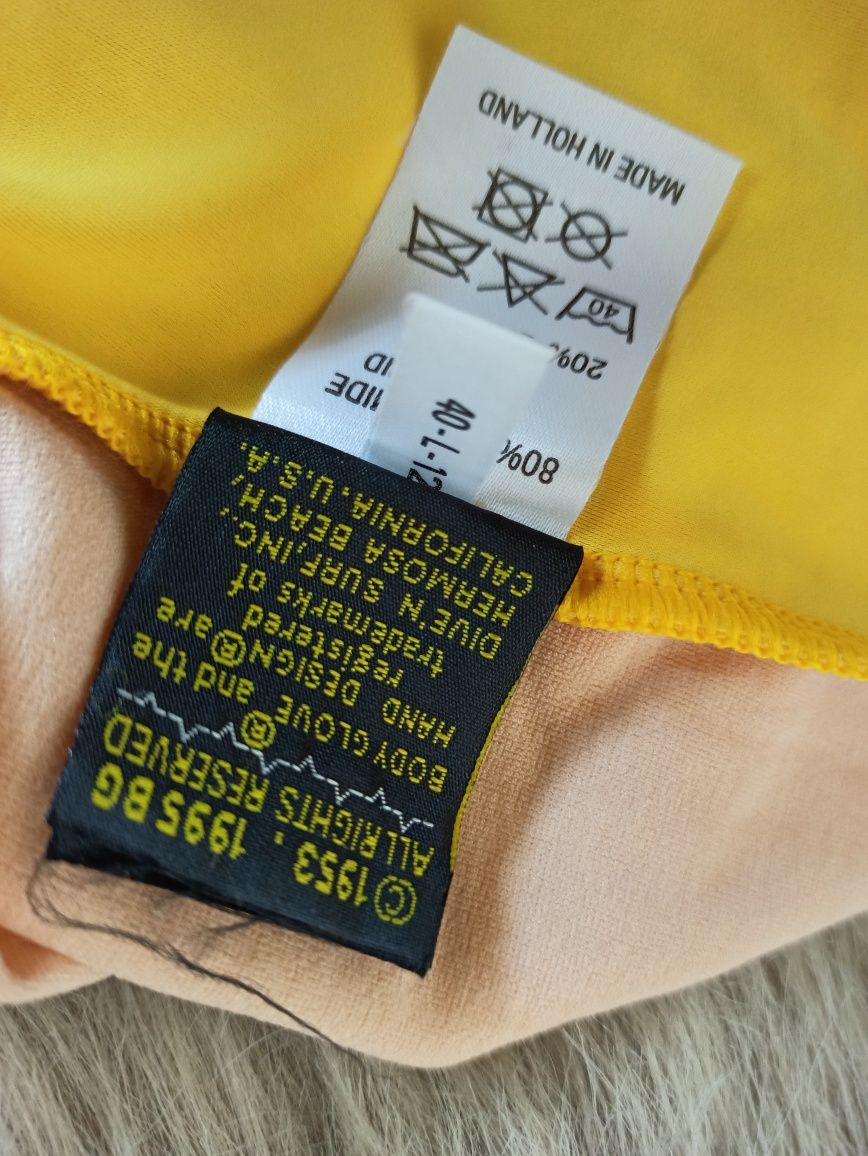 © 1953, 1995 BG
ALL RIGHTS RESERVED
BODY GLOVE® and the
HAND DESIGN® are
registered
trademarks of
DIVE'N SURF, INC.,
HERMOSA BEACH,
CALIFORNIA. U.S.A.
40-L-12
80%
20%
40
MADE IN HOLLAND